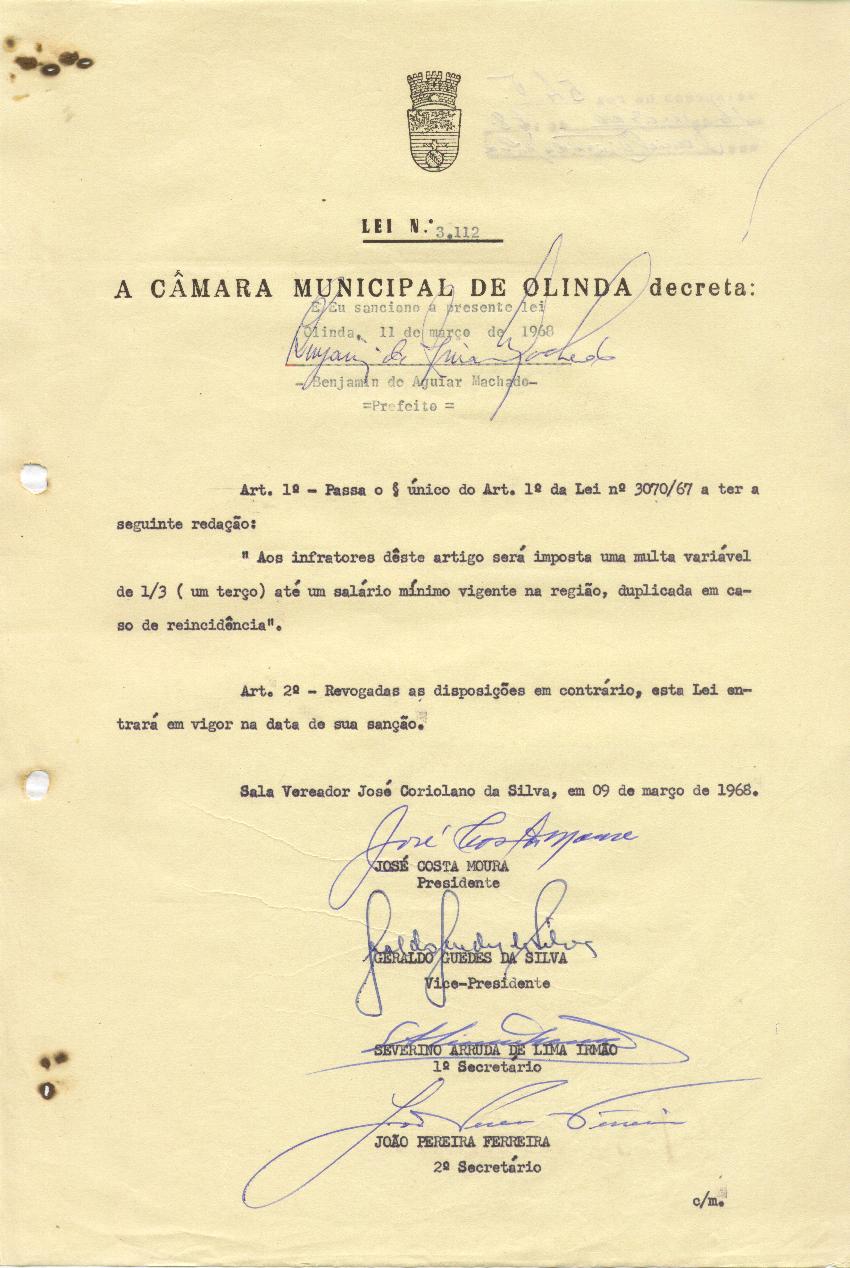 LEI N.º 3.112
A CÂMARA MUNICIPAL DE OLINDA decreta:
E Eu sanciono a presente lei
Olinda, 11 de março de 1968
Benjamin de Aguiar Machado
- Benjamin de Aguiar Machado-
=Prefeito =
Art. 1º - Passa o § único do Art. 1º da Lei nº 3070/67 a ter a
seguinte redação:
" Aos infratores dêste artigo será imposta uma multa variável
de 1/3 ( um terço) até um salário mínimo vigente na região, duplicada em ca-
so de reincidência".
Art. 2º - Revogadas as disposições em contrário, esta Lei en-
trará em vigor na data de sua sanção.
Sala Vereador José Coriolano da Silva, em 09 de março de 1968.
José Costa Moura
JOSÉ COSTA MOURA
Presidente
Geraldo Guedes da Silva
GERALDO GUEDES DA SILVA
Vice-Presidente
SEVERINO ARRUDA DE LIMA IRMÃO
1º Secretário
João Pereira Ferreira
JOÃO PEREIRA FERREIRA
2º Secretário
c/m.